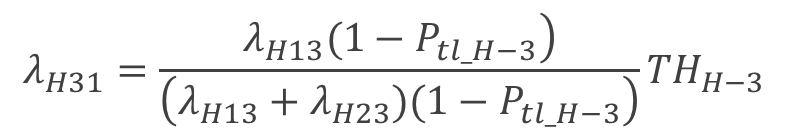 λ_{H31} = \frac{λ_{H13}(1 − P_{tl\_H−3})}{(λ_{H13} + λ_{H23})(1 − P_{tl\_H−3})} TH_{H−3}